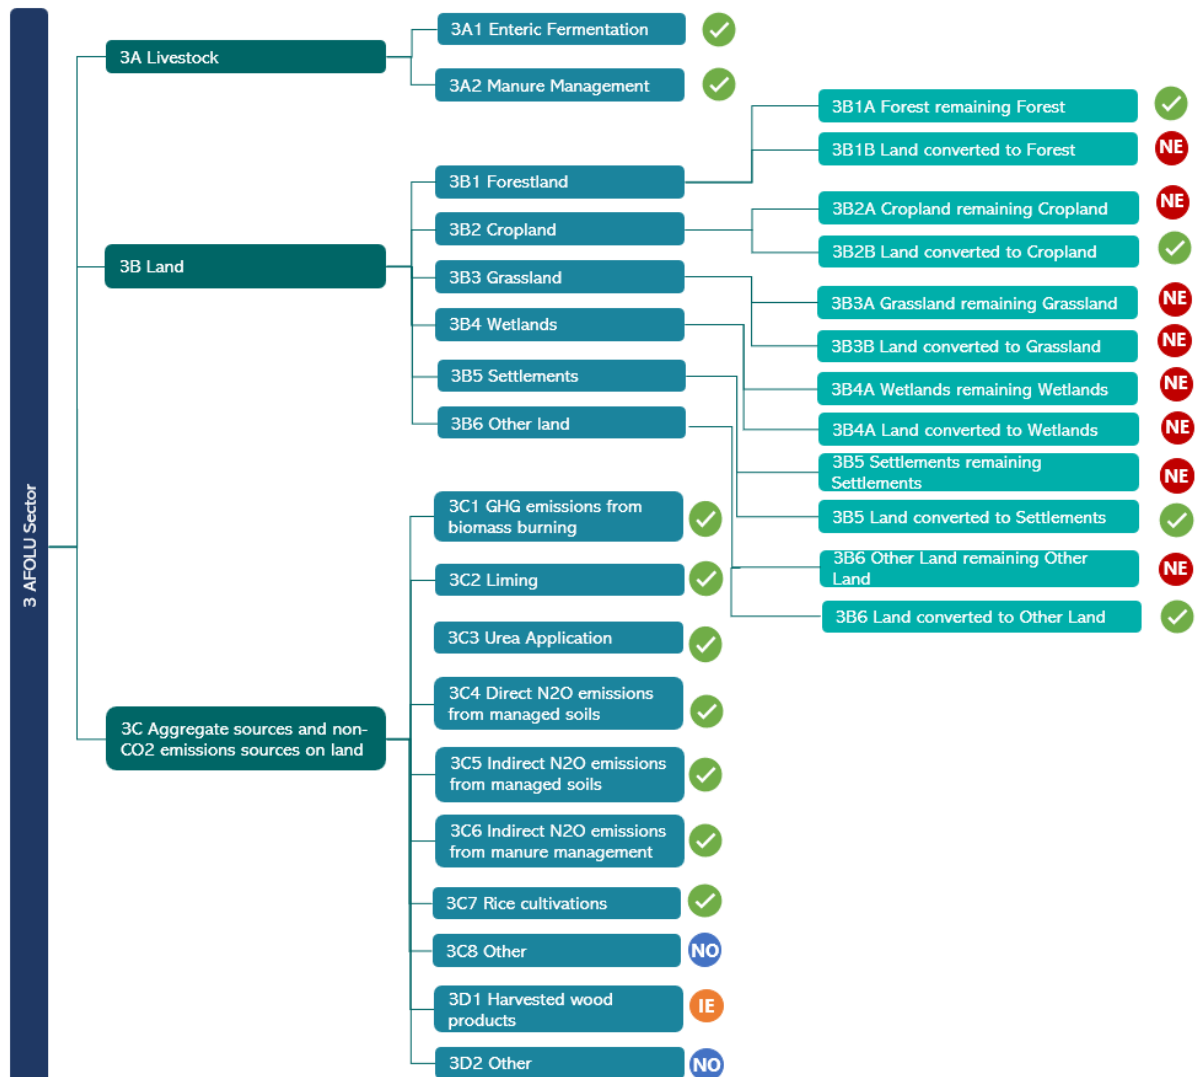 3 AFOLU Sector
3A Livestock
3A1 Enteric Fermentation
3A2 Manure Management
3B Land
3B1 Forestland
3B1A Forest remaining Forest
3B1B Land converted to Forest
NE
3B2 Cropland
3B2A Cropland remaining Cropland
NE
3B2B Land converted to Cropland
3B3 Grassland
3B3A Grassland remaining Grassland
NE
3B3B Land converted to Grassland
NE
3B4 Wetlands
3B4A Wetlands remaining Wetlands
NE
3B4A Land converted to Wetlands
NE
3B5 Settlements
3B5 Settlements remaining
Settlements
NE
3B5 Land converted to Settlements
3B6 Other land
3B6 Other Land remaining Other
Land
NE
3B6 Land converted to Other Land
3C Aggregate sources and non-
CO2 emissions sources on land
3C1 GHG emissions from
biomass burning
3C2 Liming
3C3 Urea Application
3C4 Direct N2O emissions
from managed soils
3C5 Indirect N2O emissions
from managed soils
3C6 Indirect N2O emissions
from manure management
3C7 Rice cultivations
3C8 Other
NO
3D1 Harvested wood
products
IE
3D2 Other
NO